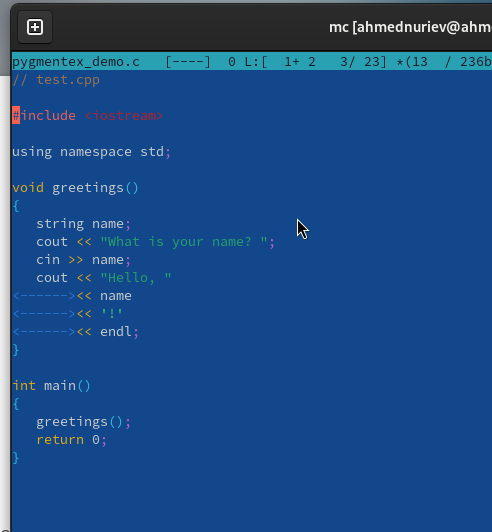 mc [ahmednuriev@ahm
pygmentex_demo.c   [----]  0 L:[  1+ 2   3/ 23] *(13  / 236b
// test.cpp
#include <iostream>
using namespace std;
void greetings()
{
   string name;
   cout << "What is your name? ";
   cin >> name;
   cout << "Hello, "
<------><< name
<------><< '!'
<------><< endl;
}
int main()
{
   greetings();
   return 0;
}